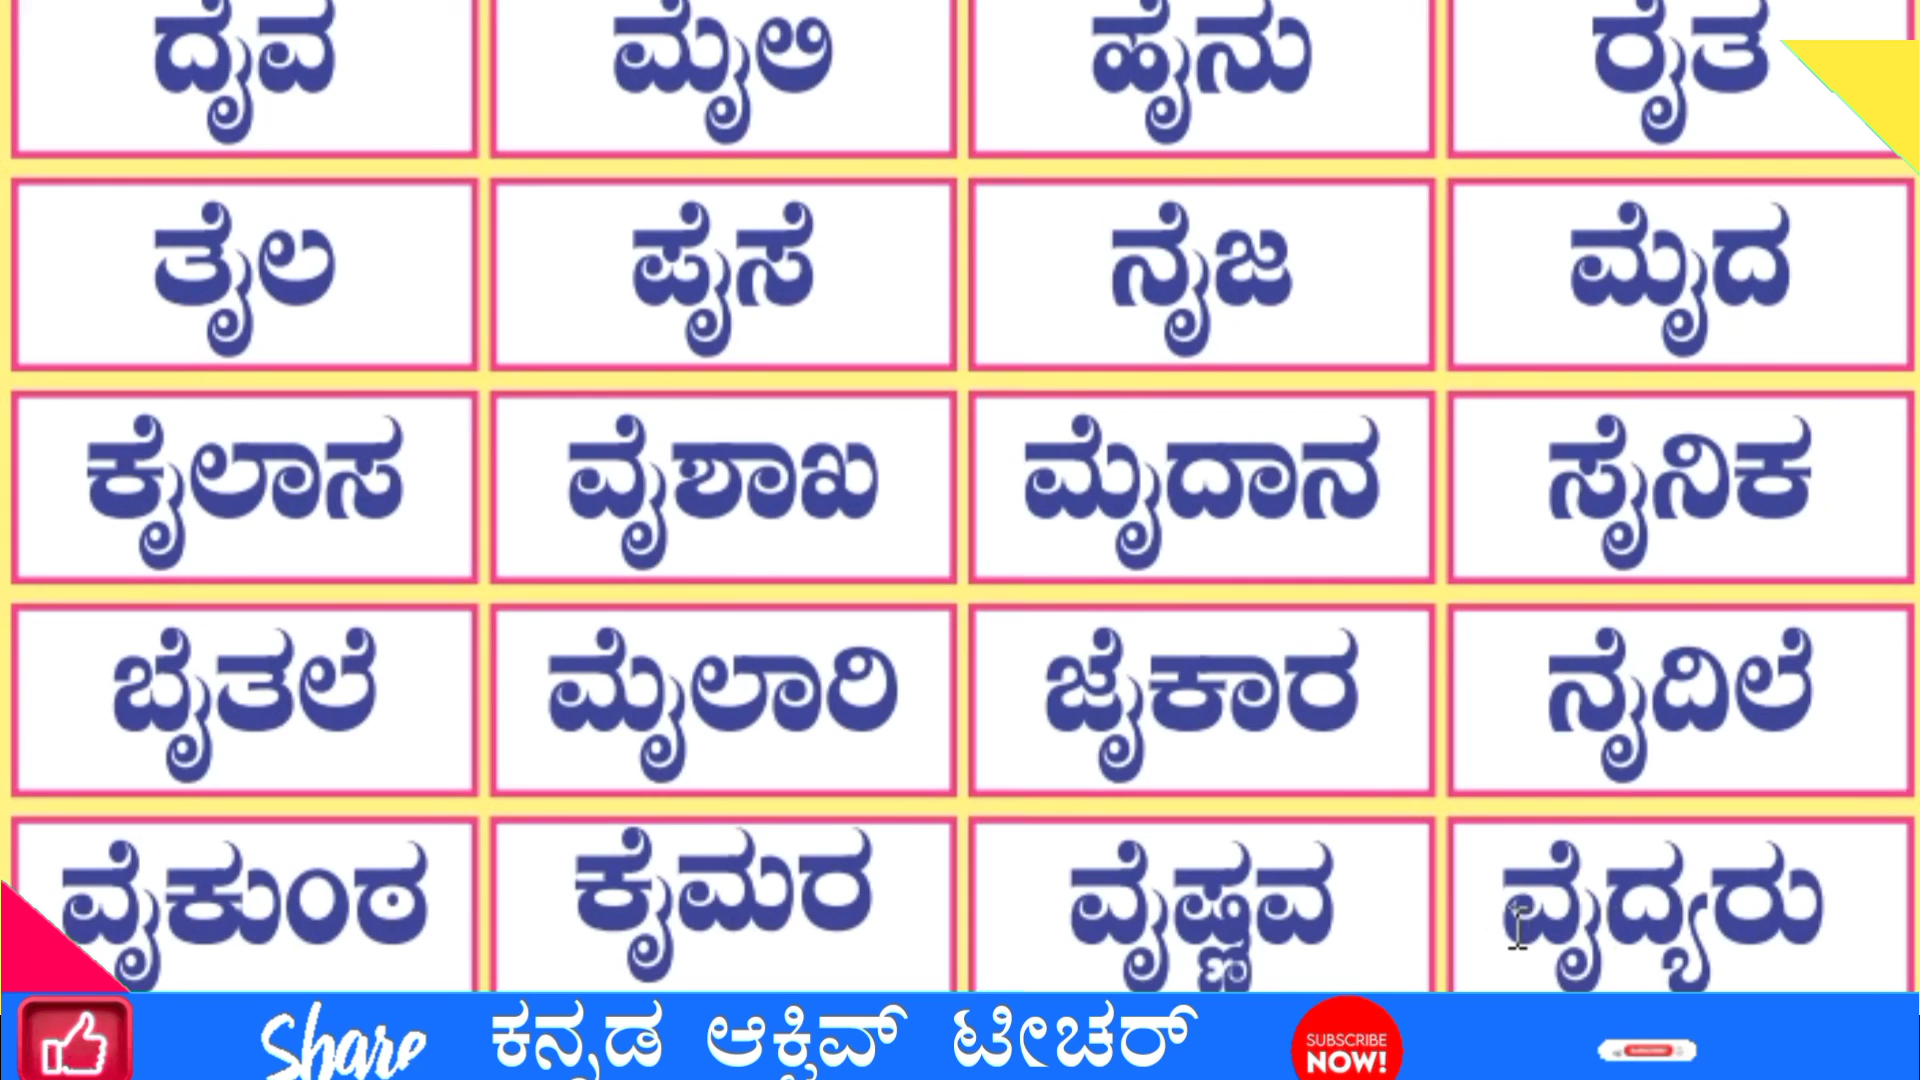 ದೈವ ಮೈಲಿ ಹೈನು ರೈತ
ತೈಲ ಪೈಸೆ ನೈಜ ಮೈದ
ಕೈಲಾಸ ವೈಶಾಖ ಮೈದಾನ ಸೈನಿಕ
ಬೈತಲೆ ಮೈಲಾರಿ ಜೈಕಾರ ನೈದಿಲೆ
ವೈಕುಂಠ ಕೈಮರ ವೈಷ್ಣವ ವೈದ್ಯರು
Share ಕನ್ನಡ ಆಕ್ಟಿವ್ ಟೀಚರ್ SUBSCRIBE
NOW!